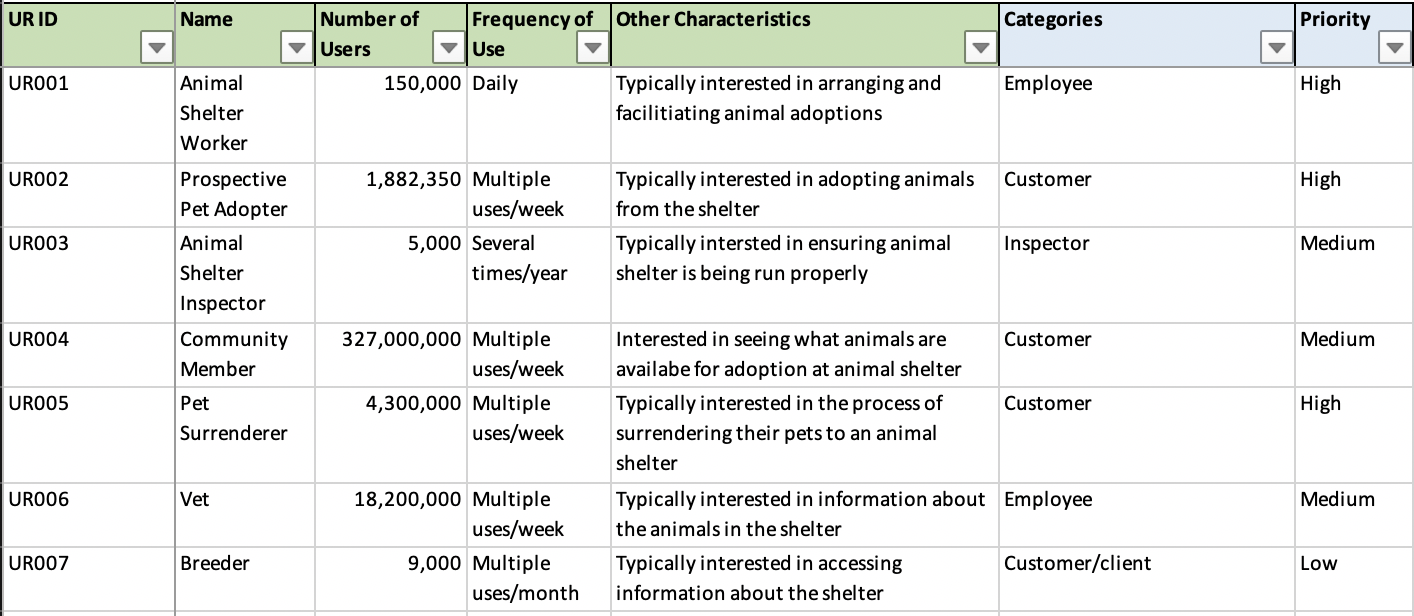 UR ID Name Number of Users Frequency of Use Other Characteristics Categories Priority
UR001 Animal Shelter Worker 150,000 Daily Typically interested in arranging and facilitiating animal adoptions Employee High
UR002 Prospective Pet Adopter 1,882,350 Multiple uses/week Typically interested in adopting animals from the shelter Customer High
UR003 Animal Shelter Inspector 5,000 Several times/year Typically intersted in ensuring animal shelter is being run properly Inspector Medium
UR004 Community Member 327,000,000 Multiple uses/week Interested in seeing what animals are availabe for adoption at animal shelter Customer Medium
UR005 Pet Surrenderer 4,300,000 Multiple uses/week Typically interested in the process of surrendering their pets to an animal shelter Customer High
UR006 Vet 18,200,000 Multiple uses/week Typically interested in information about the animals in the shelter Employee Medium
UR007 Breeder 9,000 Multiple uses/month Typically interested in accessing information about the shelter Customer/client Low